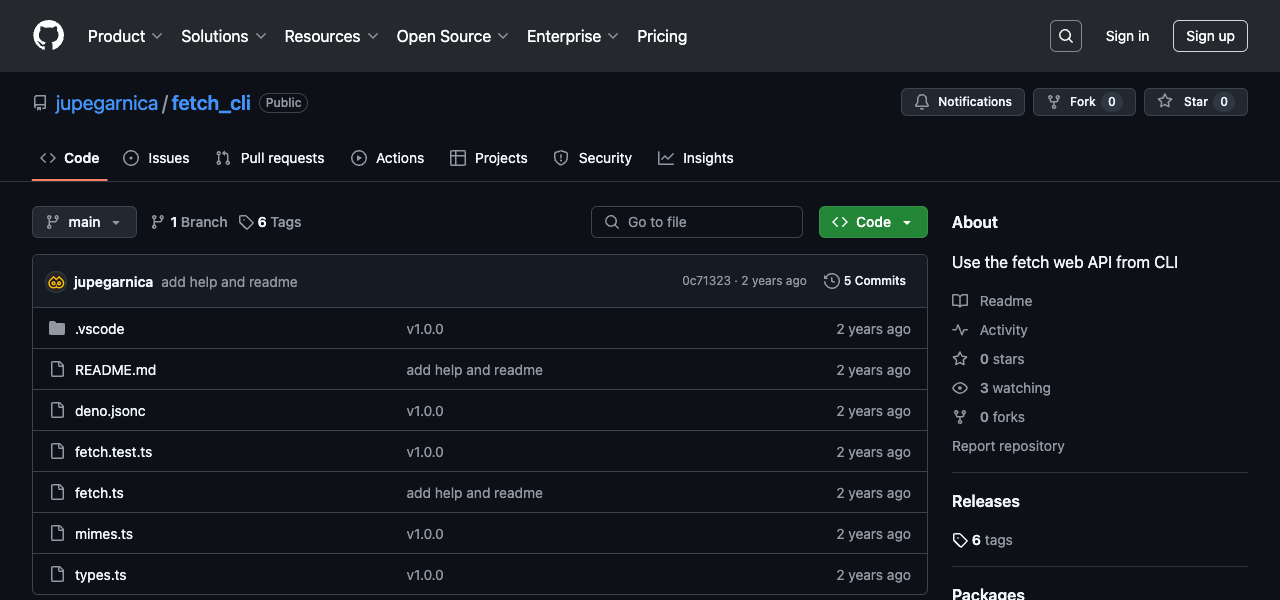 Product Solutions Resources Open Source Enterprise Pricing Sign in Sign up
jupegarnica / fetch_cli Public Notifications Fork 0 Star 0
Code Issues Pull requests Actions Projects Security Insights
main 1 Branch 6 Tags Go to file Code
jupegarnica add help and readme 0c71323 · 2 years ago 5 Commits
.vscode v1.0.0 2 years ago
README.md add help and readme 2 years ago
deno.jsonc v1.0.0 2 years ago
fetch.test.ts v1.0.0 2 years ago
fetch.ts add help and readme 2 years ago
mimes.ts v1.0.0 2 years ago
types.ts v1.0.0 2 years ago
About
Use the fetch web API from CLI
Readme
Activity
0 stars
3 watching
0 forks
Report repository
Releases
6 tags
Packages